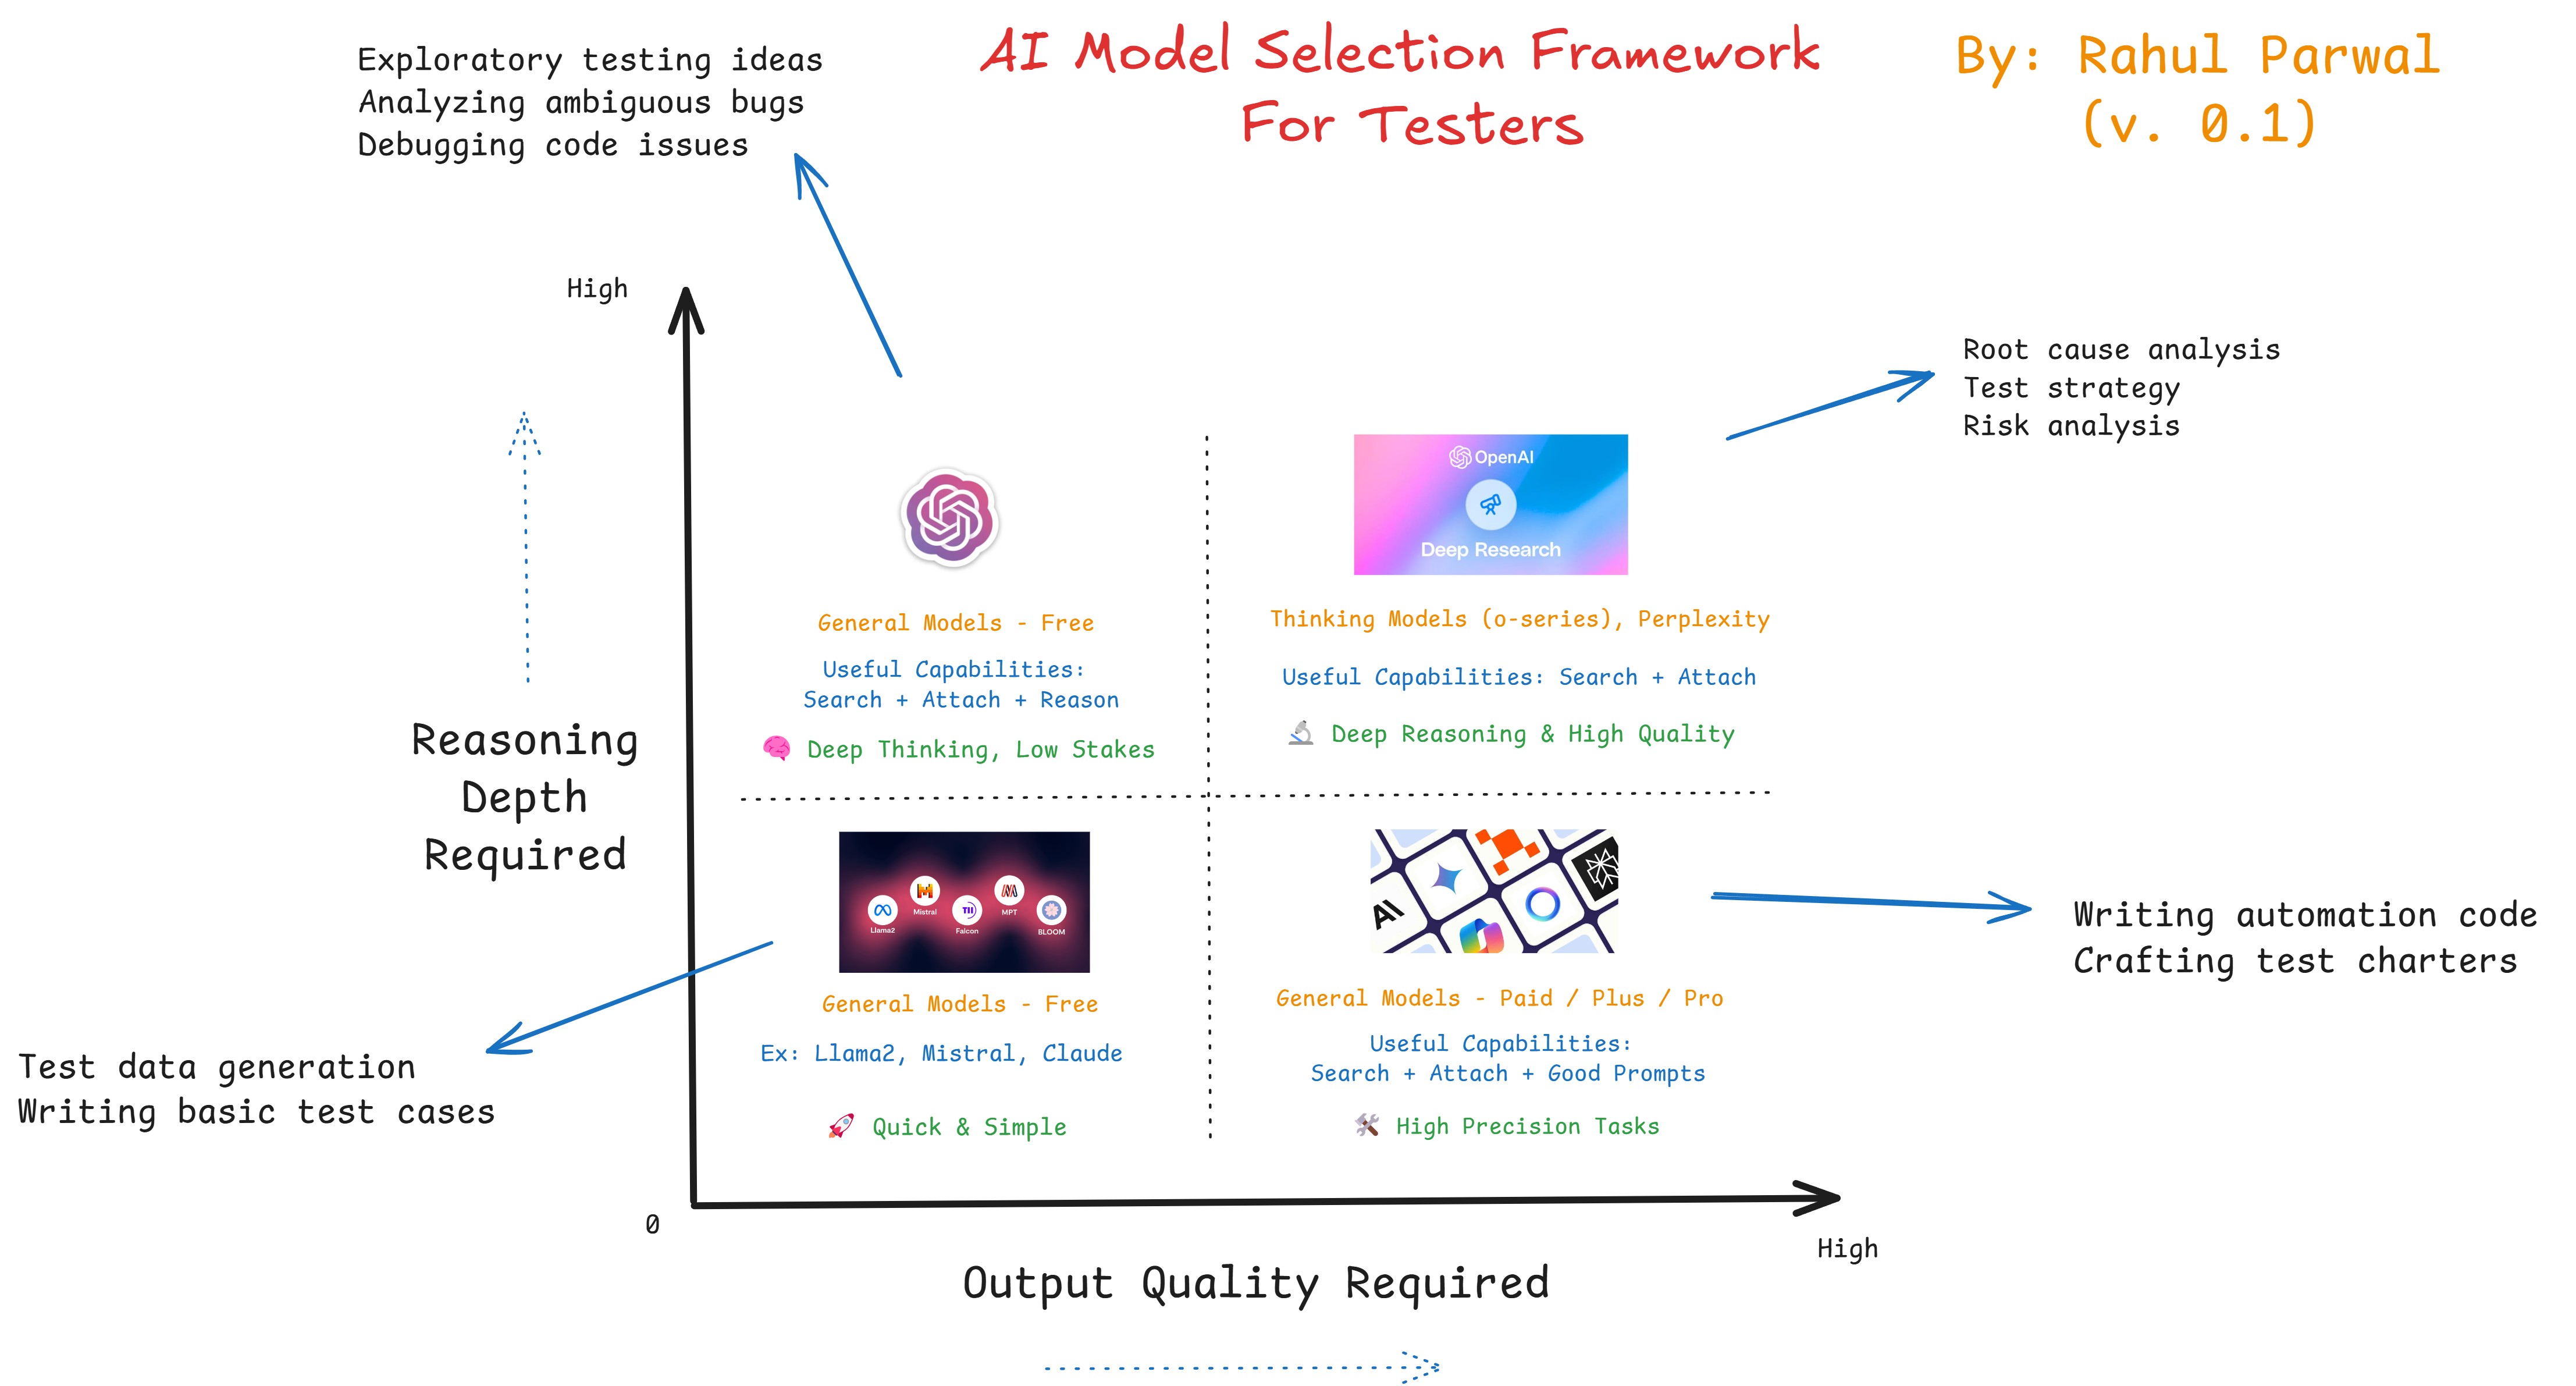 AI Model Selection Framework
For Testers
By: Rahul Parwal
(v. 0.1)
Exploratory testing ideas
Analyzing ambiguous bugs
Debugging code issues
High
Root cause analysis
Test strategy
Risk analysis
OpenAI
Deep Research
General Models - Free
Useful Capabilities:
Search + Attach + Reason
🧠 Deep Thinking, Low Stakes
Thinking Models (o-series), Perplexity
Useful Capabilities: Search + Attach
🔬 Deep Reasoning & High Quality
Reasoning
Depth
Required
Llama2
Mistral
Falcon
MPT
BLOOM
General Models - Free
Ex: Llama2, Mistral, Claude
🚀 Quick & Simple
AI
General Models - Paid / Plus / Pro
Useful Capabilities:
Search + Attach + Good Prompts
🛠 High Precision Tasks
Writing automation code
Crafting test charters
Test data generation
Writing basic test cases
0
High
Output Quality Required